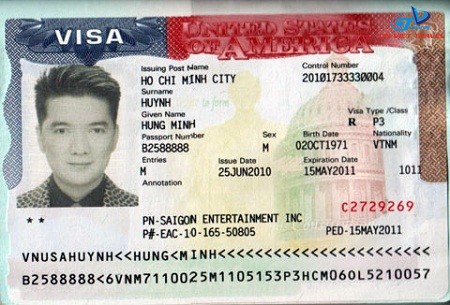 VISA
UNITED STATES
OF AMERICA
Issuing Post Name Control Number
HO CHI MINH CITY 20101733330004
Surname
HUYNH
Given Name Visa Type /Class
HUNG MINH R P3
Passport Number Sex Birth Date Nationality
B2588888 M 02OCT1971 VTNM
Entries Issue Date Expiration Date
M 25JUN2010 15MAY2011 1011
Annotation
C2729269
**
PN-SAIGON ENTERTAINMENT INC
P#-EAC-10-165-50805 PED-15MAY2011
VNUSAHUYNH<<HUNG<MINH<<<<<<<<<<<<<<<<<<<<<<<
B2588888<6VNM7110025M1105153P3HCM060L5210057